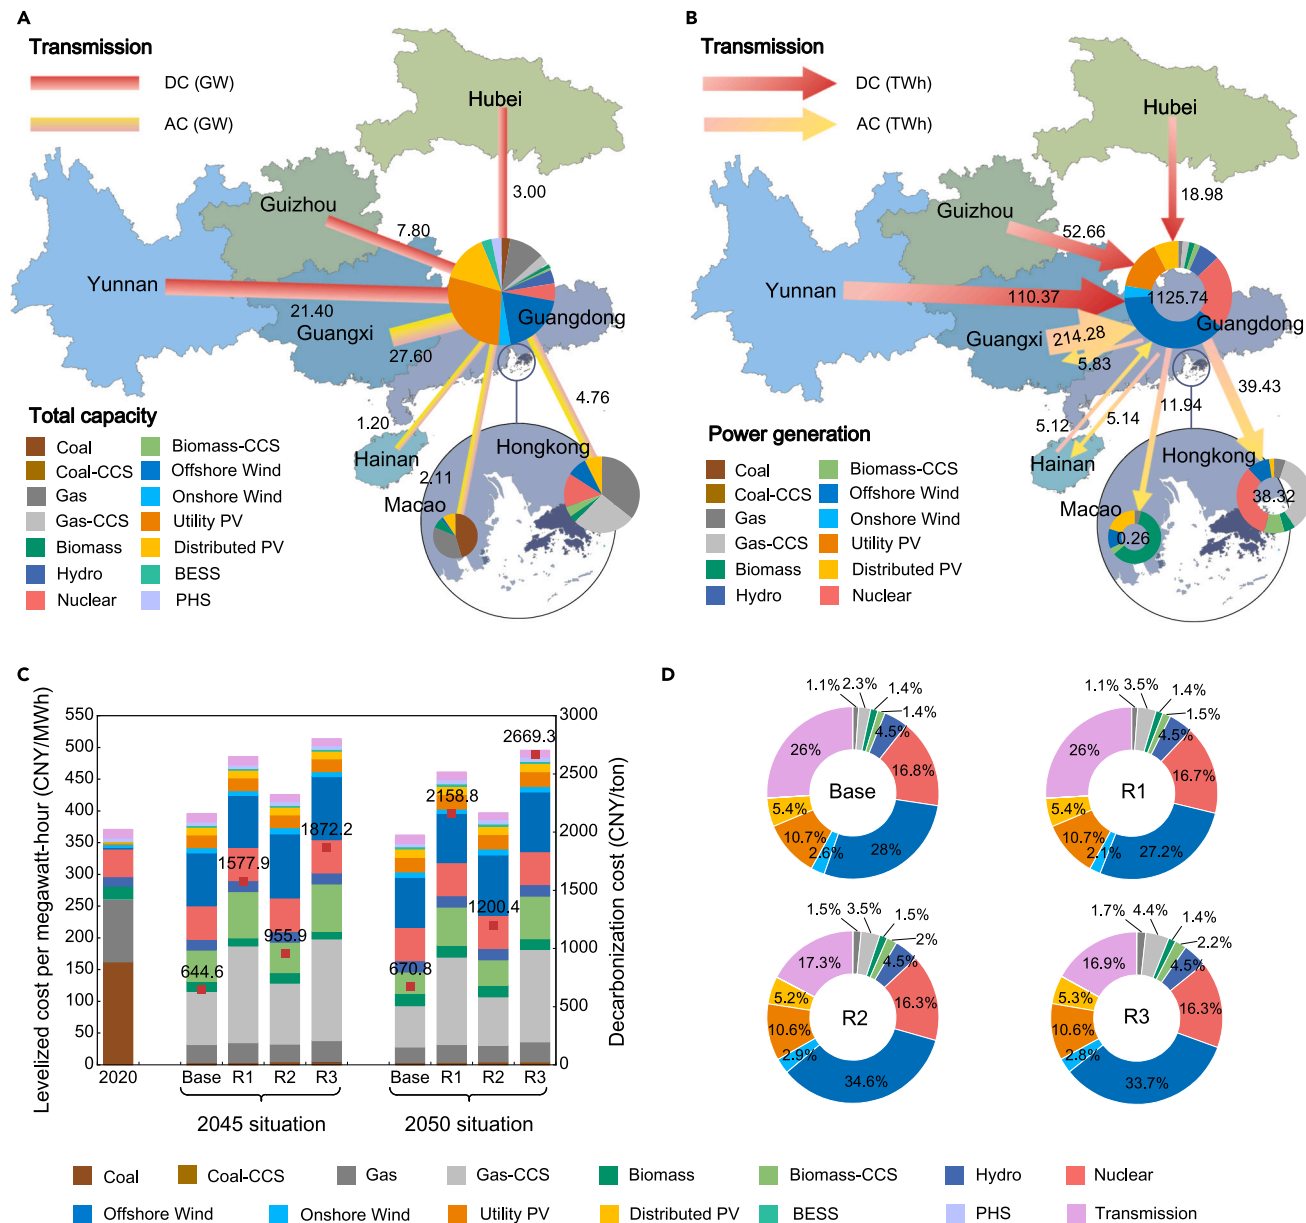 A
Transmission
DC (GW)
AC (GW)
Hubei
3.00
Guizhou
7.80
Yunnan
21.40
Guangxi
27.60
Guangdong
4.76
1.20
Hainan
2.11
Hongkong
Macao
Total capacity
Coal
Coal-CCS
Gas
Gas-CCS
Biomass
Hydro
Nuclear
Biomass-CCS
Offshore Wind
Onshore Wind
Utility PV
Distributed PV
BESS
PHS
B
Transmission
DC (TWh)
AC (TWh)
Hubei
18.98
Guizhou
52.66
Yunnan
110.37
1125.74
Guangdong
Guangxi
214.28
5.83
39.43
11.94
5.12
5.14
Hainan
Hongkong
38.32
Macao
0.26
Power generation
Coal
Coal-CCS
Gas
Gas-CCS
Biomass
Hydro
Biomass-CCS
Offshore Wind
Onshore Wind
Utility PV
Distributed PV
Nuclear
C
Levelized cost per megawatt-hour (CNY/MWh)
550
500
450
400
350
300
250
200
150
100
50
0
644.6
1577.9
955.9
1872.2
670.8
2158.8
1200.4
2669.3
3000
2500
2000
1500
1000
500
0
Decarbonization cost (CNY/ton)
2020
Base
R1
R2
R3
Base
R1
R2
R3
2045 situation
2050 situation
D
1.1%
2.3%
1.4%
1.4%
4.5%
16.8%
28%
2.6%
10.7%
5.4%
26%
Base
1.1%
3.5%
1.4%
1.5%
4.5%
16.7%
27.2%
2.1%
10.7%
5.4%
26%
R1
1.5%
3.5%
1.5%
2%
4.5%
16.3%
34.6%
2.9%
10.6%
5.2%
17.3%
R2
1.7%
4.4%
1.4%
2.2%
4.5%
16.3%
33.7%
2.8%
10.6%
5.3%
16.9%
R3
Coal
Coal-CCS
Gas
Gas-CCS
Biomass
Biomass-CCS
Hydro
Nuclear
Offshore Wind
Onshore Wind
Utility PV
Distributed PV
BESS
PHS
Transmission